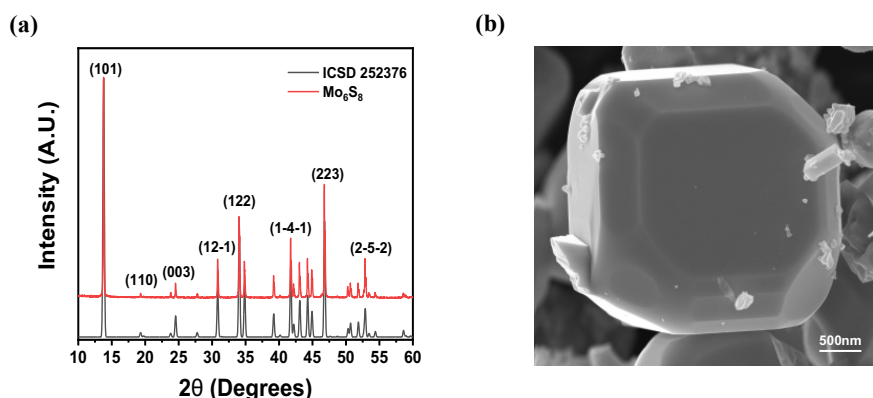 (a)
(b)
(101)
ICSD 252376
Mo₆S₈
(223)
(122)
(1-4-1)
(12-1)
(2-5-2)
(110)
(003)
Intensity (A.U.)
10 15 20 25 30 35 40 45 50 55 60
2θ (Degrees)
500nm